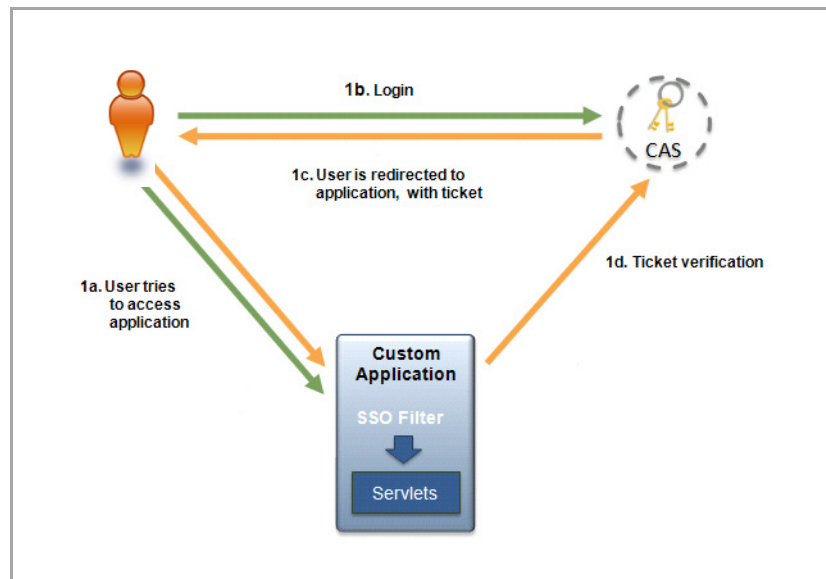 1b. Login
CAS
1c. User is redirected to
application, with ticket
1d. Ticket verification
1a. User tries
to access
application
Custom
Application
SSO Filter
Servlets